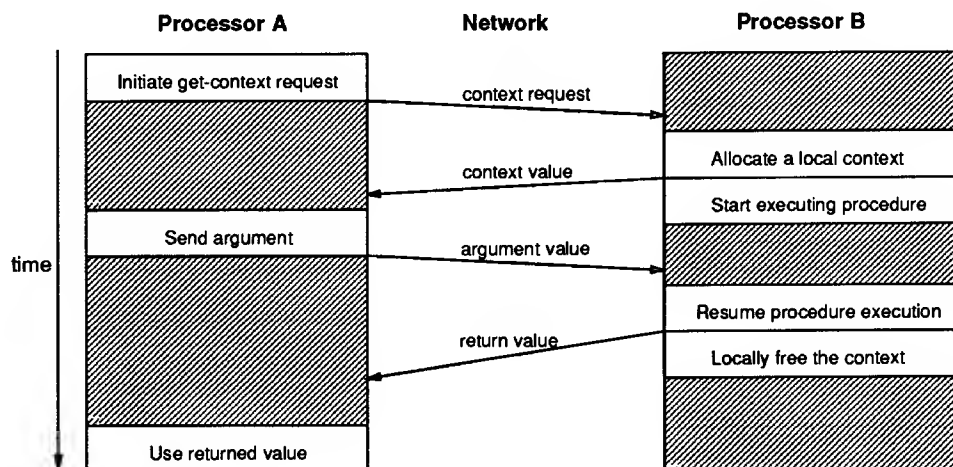 Processor A
Network
Processor B
Initiate get-context request
context request
Allocate a local context
context value
Start executing procedure
Send argument
argument value
time
Resume procedure execution
return value
Locally free the context
Use returned value